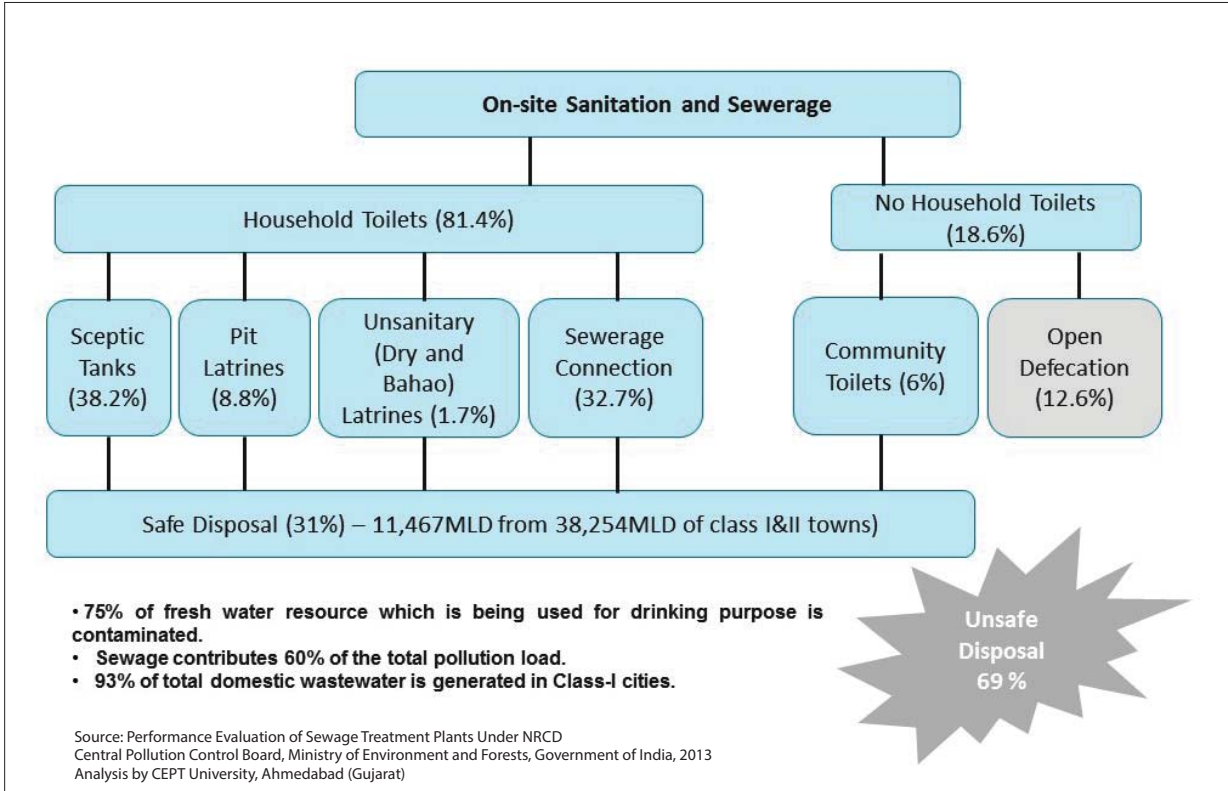 On-site Sanitation and Sewerage
Household Toilets (81.4%)
No Household Toilets
(18.6%)
Sceptic
Tanks
(38.2%)
Pit
Latrines
(8.8%)
Unsanitary
(Dry and
Bahao)
Latrines (1.7%)
Sewerage
Connection
(32.7%)
Community
Toilets (6%)
Open
Defecation
(12.6%)
Safe Disposal (31%) – 11,467MLD from 38,254MLD of class I&II towns)
• 75% of fresh water resource which is being used for drinking purpose is
contaminated.
• Sewage contributes 60% of the total pollution load.
• 93% of total domestic wastewater is generated in Class-I cities.
Unsafe
Disposal
69 %
Source: Performance Evaluation of Sewage Treatment Plants Under NRCD
Central Pollution Control Board, Ministry of Environment and Forests, Government of India, 2013
Analysis by CEPT University, Ahmedabad (Gujarat)